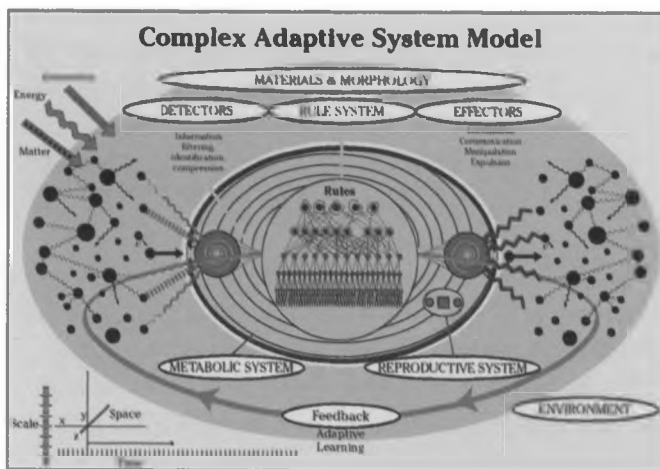 Complex Adaptive System Model
MATERIALS & MORPHOLOGY
DETECTORS
RULE SYSTEM
EFFECTORS
Energy
Matter
Information
filtering,
identification,
compression
Communication
Manipulation
Expulsion
Rules
METABOLIC SYSTEM
REPRODUCTIVE SYSTEM
Feedback
Adaptive
Learning
ENVIRONMENT
Scale
x
y
z
Space
Time